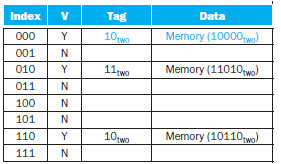 Index V Tag Data
000 Y 10two Memory (10000two)
001 N
010 Y 11two Memory (11010two)
011 N
100 N
101 N
110 Y 10two Memory (10110two)
111 N